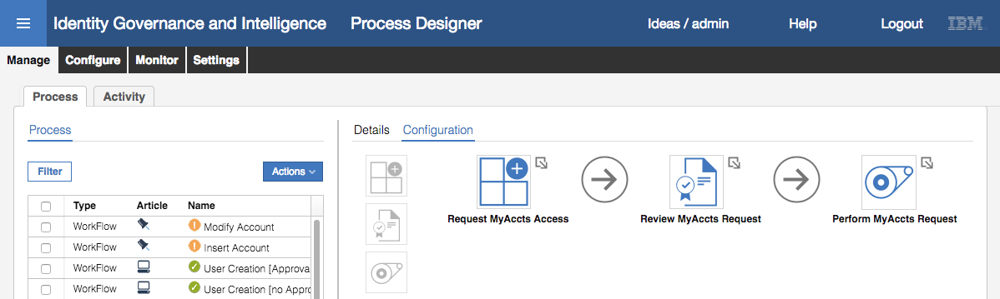 Identity Governance and Intelligence Process Designer Ideas / admin Help Logout IBM
Manage Configure Monitor Settings
Process Activity
Process
Details Configuration
Filter Actions
Request MyAccts Access Review MyAccts Request Perform MyAccts Request
Type Article Name
WorkFlow Modify Account
WorkFlow Insert Account
WorkFlow User Creation [Approva
WorkFlow User Creation [no Appro